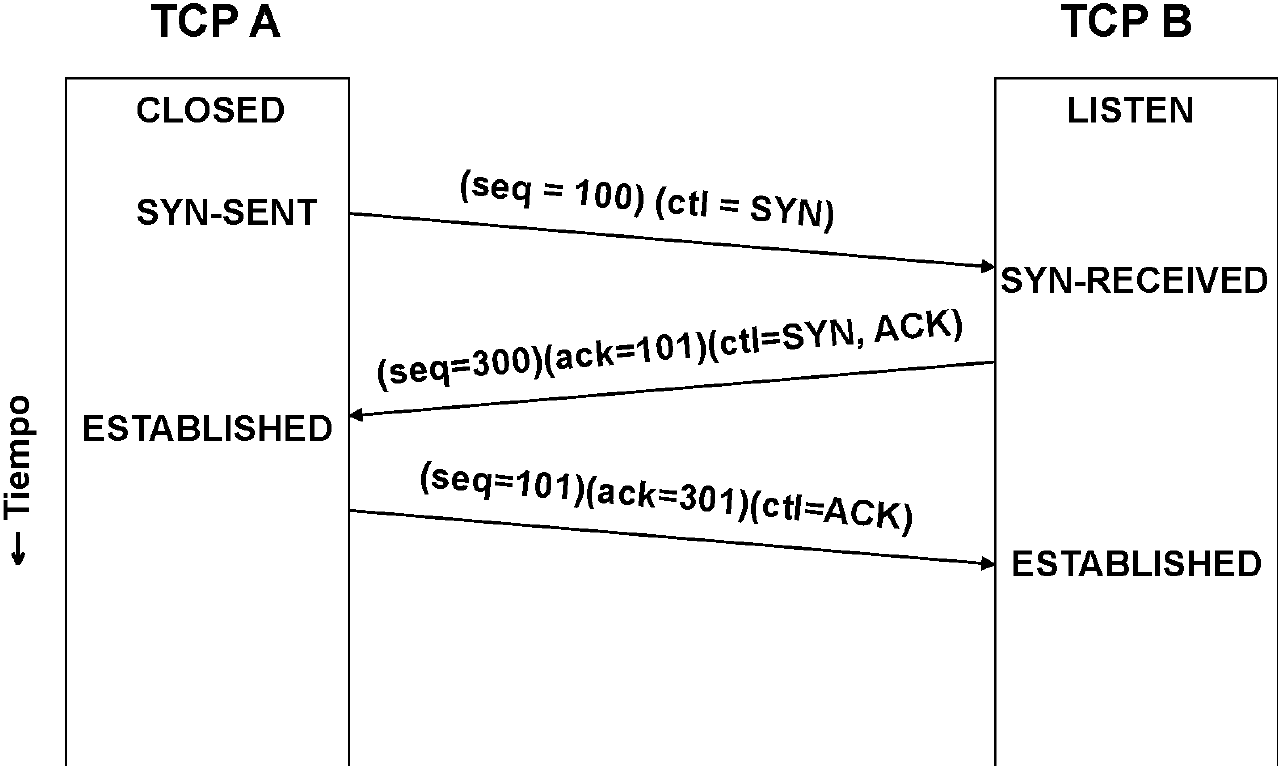 TCP A
TCP B
CLOSED
LISTEN
(seq = 100) (ctl = SYN)
SYN-SENT
SYN-RECEIVED
(seq=300)(ack=101)(ctl=SYN, ACK)
ESTABLISHED
(seq=101)(ack=301)(ctl=ACK)
ESTABLISHED
← Tiempo